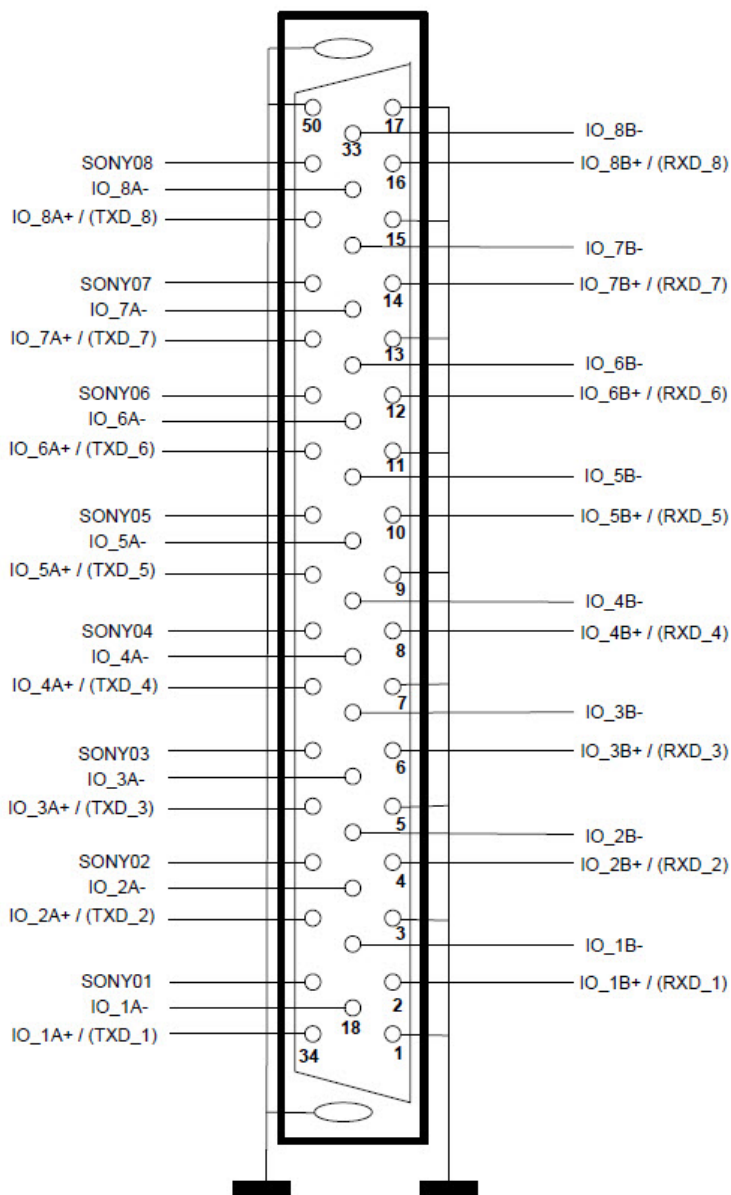 50 17
33 IO_8B-
SONY08 16 IO_8B+ / (RXD_8)
IO_8A-
IO_8A+ / (TXD_8) 15
IO_7B-
SONY07 14 IO_7B+ / (RXD_7)
IO_7A-
IO_7A+ / (TXD_7) 13
IO_6B-
SONY06 12 IO_6B+ / (RXD_6)
IO_6A-
IO_6A+ / (TXD_6) 11
IO_5B-
SONY05 10 IO_5B+ / (RXD_5)
IO_5A-
IO_5A+ / (TXD_5) 9
IO_4B-
SONY04 8 IO_4B+ / (RXD_4)
IO_4A-
IO_4A+ / (TXD_4) 7
IO_3B-
SONY03 6 IO_3B+ / (RXD_3)
IO_3A-
IO_3A+ / (TXD_3) 5
IO_2B-
SONY02 4 IO_2B+ / (RXD_2)
IO_2A-
IO_2A+ / (TXD_2) 3
IO_1B-
SONY01 2 IO_1B+ / (RXD_1)
IO_1A- 18
IO_1A+ / (TXD_1) 34 1